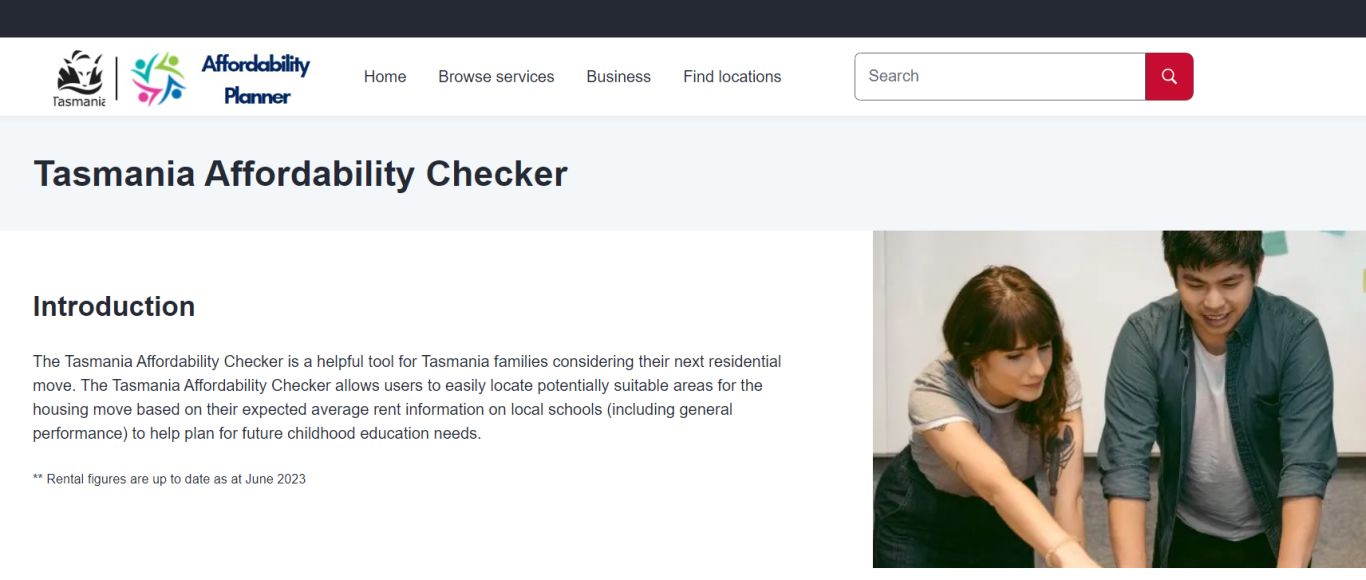 Tasmania
Affordability
Planner
Home
Browse services
Business
Find locations
Search
Tasmania Affordability Checker
Introduction
The Tasmania Affordability Checker is a helpful tool for Tasmania families considering their next residential
move. The Tasmania Affordability Checker allows users to easily locate potentially suitable areas for the
housing move based on their expected average rent information on local schools (including general
performance) to help plan for future childhood education needs.
** Rental figures are up to date as at June 2023